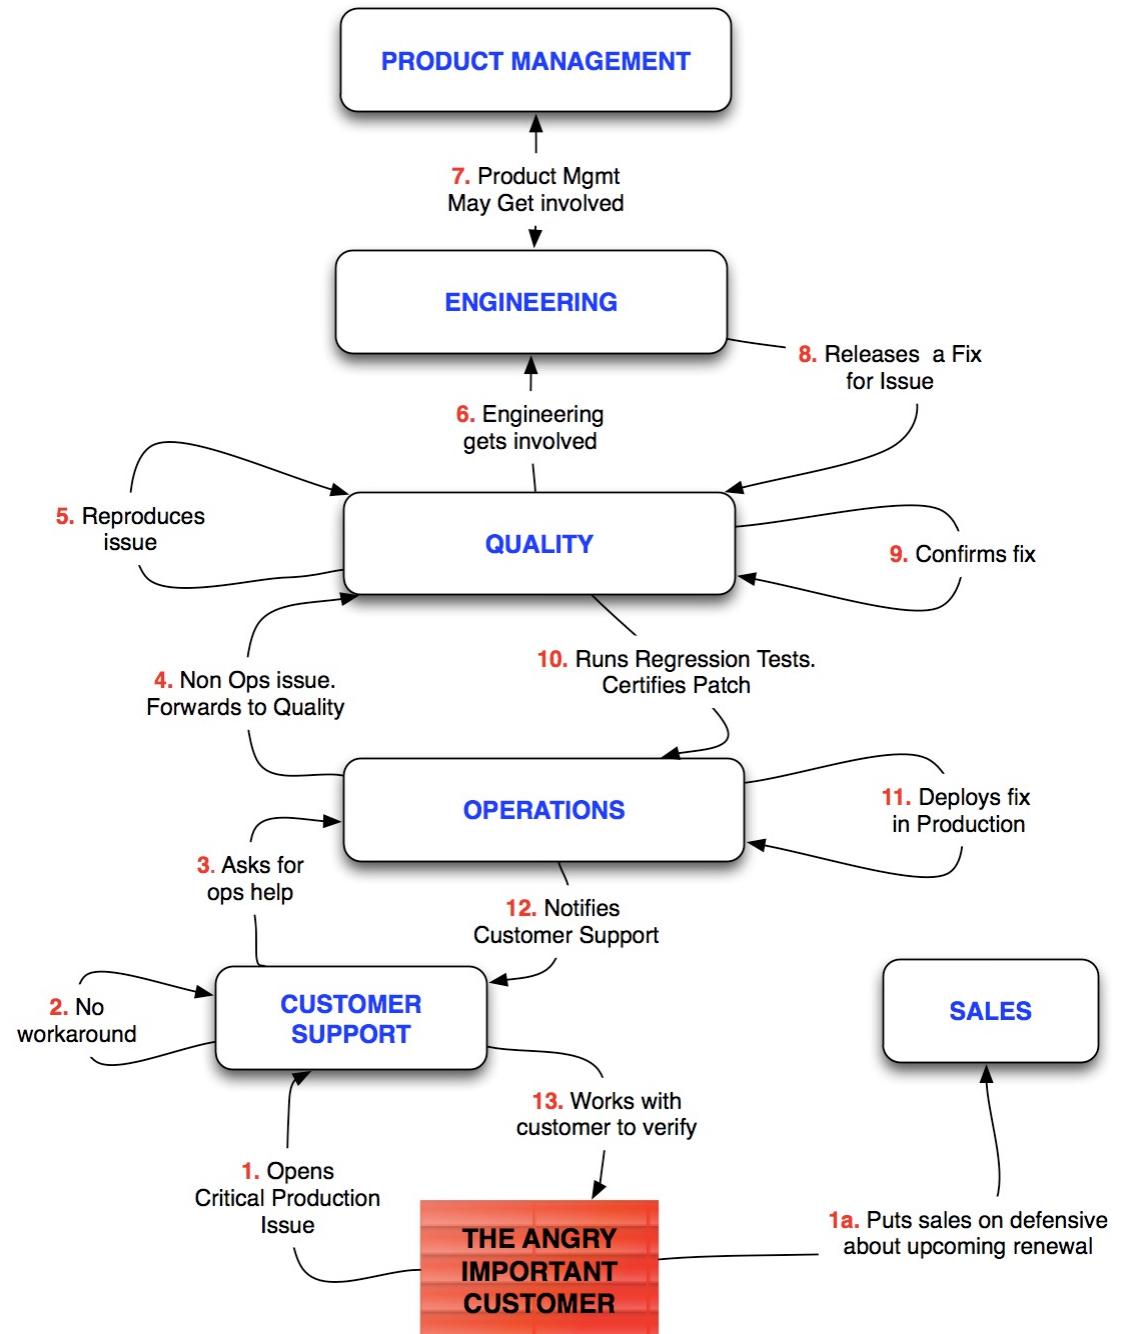 PRODUCT MANAGEMENT
7. Product Mgmt
May Get involved
ENGINEERING
8. Releases a Fix
for Issue
6. Engineering
gets involved
5. Reproduces
issue
QUALITY
9. Confirms fix
10. Runs Regression Tests.
Certifies Patch
4. Non Ops issue.
Forwards to Quality
OPERATIONS
11. Deploys fix
in Production
3. Asks for
ops help
12. Notifies
Customer Support
2. No
workaround
CUSTOMER
SUPPORT
SALES
13. Works with
customer to verify
1. Opens
Critical Production
Issue
THE ANGRY
IMPORTANT
CUSTOMER
1a. Puts sales on defensive
about upcoming renewal